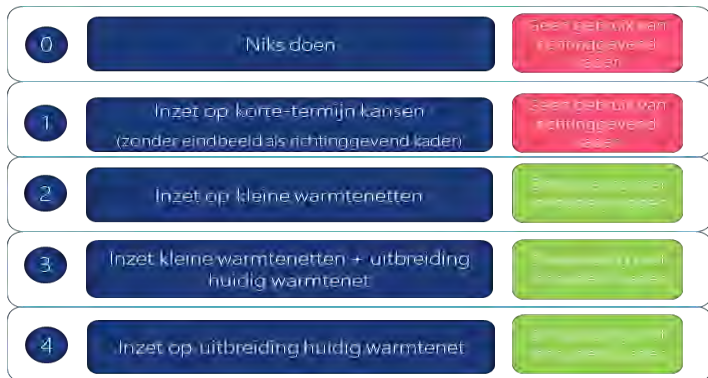 0
Niks doen
Geen gebruik van
richtinggevend
kader
1
Inzet op korte-termijn kansen
(zonder eindbeeld als richtinggevend kader)
Geen gebruik van
richtinggevend
kader
2
Inzet op kleine warmtenetten
3
Inzet kleine warmtenetten + uitbreiding
huidig warmtenet
4
Inzet op uitbreiding huidig warmtenet